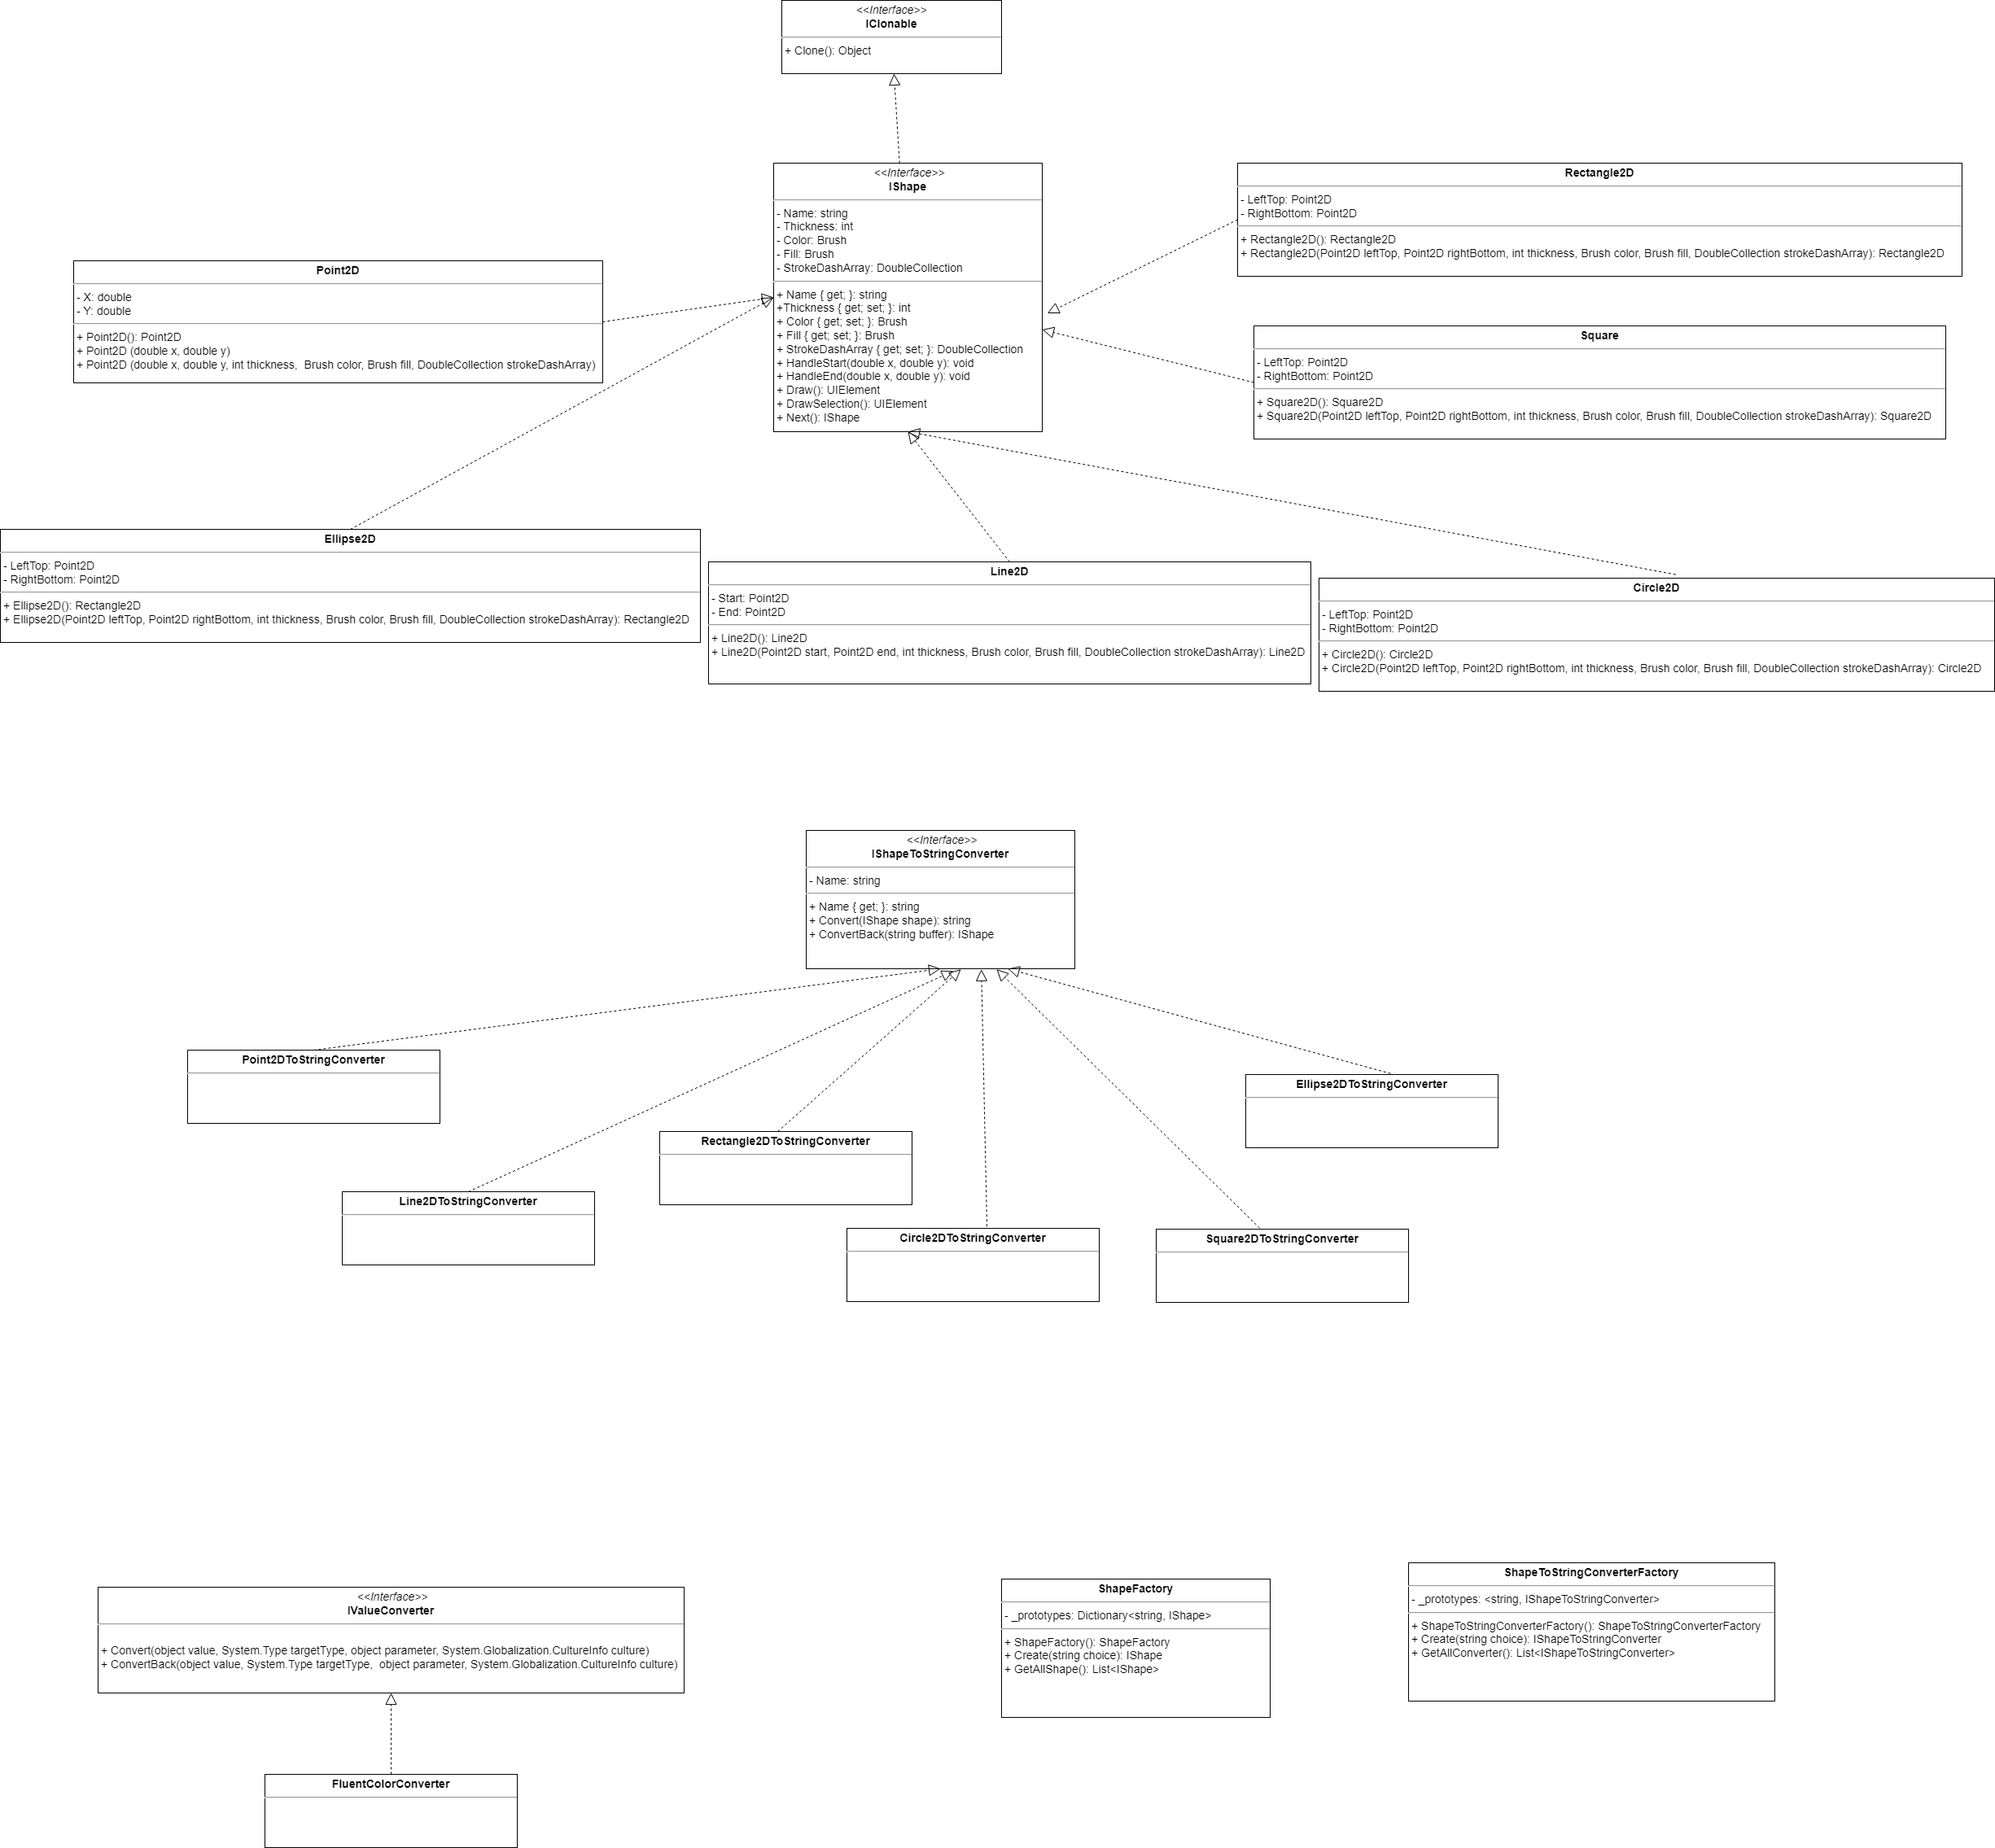 <<Interface>>
IClonable
+ Clone(): Object
<<Interface>>
IShape
- Name: string
- Thickness: int
- Color: Brush
- Fill: Brush
- StrokeDashArray: DoubleCollection
+ Name { get; }: string
+Thickness { get; set; }: int
+ Color { get; set; }: Brush
+ Fill { get; set; }: Brush
+ StrokeDashArray { get; set; }: DoubleCollection
+ HandleStart(double x, double y): void
+ HandleEnd(double x, double y): void
+ Draw(): UIElement
+ DrawSelection(): UIElement
+ Next(): IShape
Rectangle2D
- LeftTop: Point2D
- RightBottom: Point2D
+ Rectangle2D(): Rectangle2D
+ Rectangle2D(Point2D leftTop, Point2D rightBottom, int thickness, Brush color, Brush fill, DoubleCollection strokeDashArray): Rectangle2D
Point2D
- X: double
- Y: double
+ Point2D(): Point2D
+ Point2D (double x, double y)
+ Point2D (double x, double y, int thickness,  Brush color, Brush fill, DoubleCollection strokeDashArray)
Square
- LeftTop: Point2D
- RightBottom: Point2D
+ Square2D(): Square2D
+ Square2D(Point2D leftTop, Point2D rightBottom, int thickness, Brush color, Brush fill, DoubleCollection strokeDashArray): Square2D
Ellipse2D
- LeftTop: Point2D
- RightBottom: Point2D
+ Ellipse2D(): Rectangle2D
+ Ellipse2D(Point2D leftTop, Point2D rightBottom, int thickness, Brush color, Brush fill, DoubleCollection strokeDashArray): Rectangle2D
Line2D
- Start: Point2D
- End: Point2D
+ Line2D(): Line2D
+ Line2D(Point2D start, Point2D end, int thickness, Brush color, Brush fill, DoubleCollection strokeDashArray): Line2D
Circle2D
- LeftTop: Point2D
- RightBottom: Point2D
+ Circle2D(): Circle2D
+ Circle2D(Point2D leftTop, Point2D rightBottom, int thickness, Brush color, Brush fill, DoubleCollection strokeDashArray): Circle2D
<<Interface>>
IShapeToStringConverter
- Name: string
+ Name { get; }: string
+ Convert(IShape shape): string
+ ConvertBack(string buffer): IShape
Point2DToStringConverter
Ellipse2DToStringConverter
Rectangle2DToStringConverter
Line2DToStringConverter
Circle2DToStringConverter
Square2DToStringConverter
<<Interface>>
IValueConverter
+ Convert(object value, System.Type targetType, object parameter, System.Globalization.CultureInfo culture)
+ ConvertBack(object value, System.Type targetType,  object parameter, System.Globalization.CultureInfo culture)
ShapeFactory
- _prototypes: Dictionary<string, IShape>
+ ShapeFactory(): ShapeFactory
+ Create(string choice): IShape
+ GetAllShape(): List<IShape>
ShapeToStringConverterFactory
- _prototypes: <string, IShapeToStringConverter>
+ ShapeToStringConverterFactory(): ShapeToStringConverterFactory
+ Create(string choice): IShapeToStringConverter
+ GetAllConverter(): List<IShapeToStringConverter>
FluentColorConverter